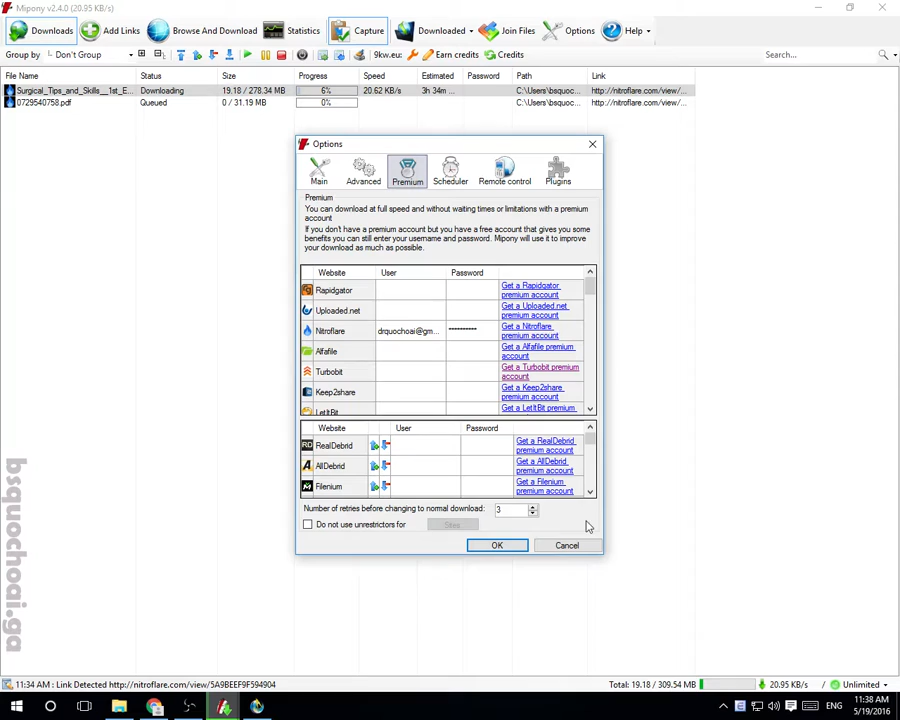 Mipony v2.4.0 (20.95 KB/s)
Downloads Add Links Browse And Download Statistics Capture Downloaded Join Files Options Help
Group by Don't Group 9kw.eu: Earn credits Credits Search...
File Name Status Size Progress Speed Estimated Password Path Link
Surgical_Tips_and_Skills__1st_E... Downloading 19.18 / 278.34 MB 6% 20.62 KB/s 3h 34m ... C:\Users\bsquoc... http://nitroflare.com/view/...
0729540758.pdf Queued 0 / 31.19 MB 0% C:\Users\bsquoc... http://nitroflare.com/view/...
Options
Main Advanced Premium Scheduler Remote control Plugins
Premium
You can download at full speed and without waiting times or limitations with a premium
account
If you don't have a premium account but you have a free account that gives you some
benefits you can still enter your username and password. Mipony will use it to improve
your download as much as possible.
Website User Password
Rapidgator Get a Rapidgator
premium account
Uploaded.net Get a Uploaded.net
premium account
Nitroflare drquochoai@gm... ---------- Get a Nitroflare
premium account
Alfafile Get a Alfafile premium
account
Turbobit Get a Turbobit premium
account
Keep2share Get a Keep2share
premium account
LetItBit Get a LetItBit premium
Website User Password
RealDebrid Get a RealDebrid
premium account
AllDebrid Get a AllDebrid
premium account
Filenium Get a Filenium
premium account
Number of retries before changing to normal download: 3
Do not use unrestrictors for Sites
OK Cancel
bsquochoai.ga
11:34 AM : Link Detected http://nitroflare.com/view/5A9BEEF9F594904 Total: 19.18 / 309.54 MB 20.95 KB/s Unlimited
ENG 11:38 AM
5/19/2016